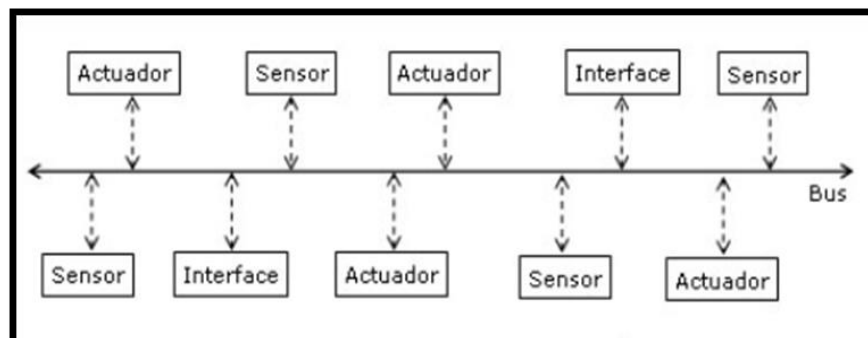 Actuador Sensor Actuador Interface Sensor
Bus
Sensor Interface Actuador Sensor Actuador